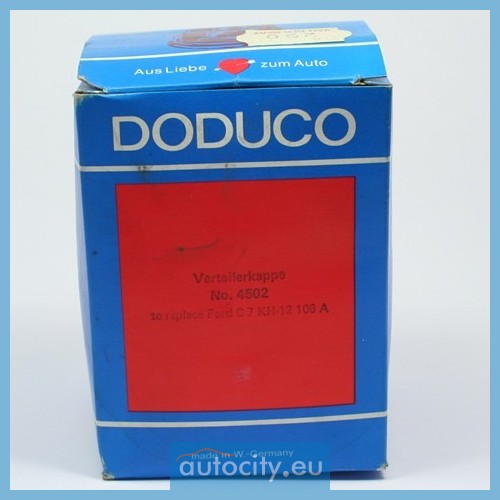 Aus Liebe zum Auto
DODUCO
Verteilerkappe
No. 4502
to replace Ford C 7 KH-12 106 A
made in W.-Germany
autocity.eu